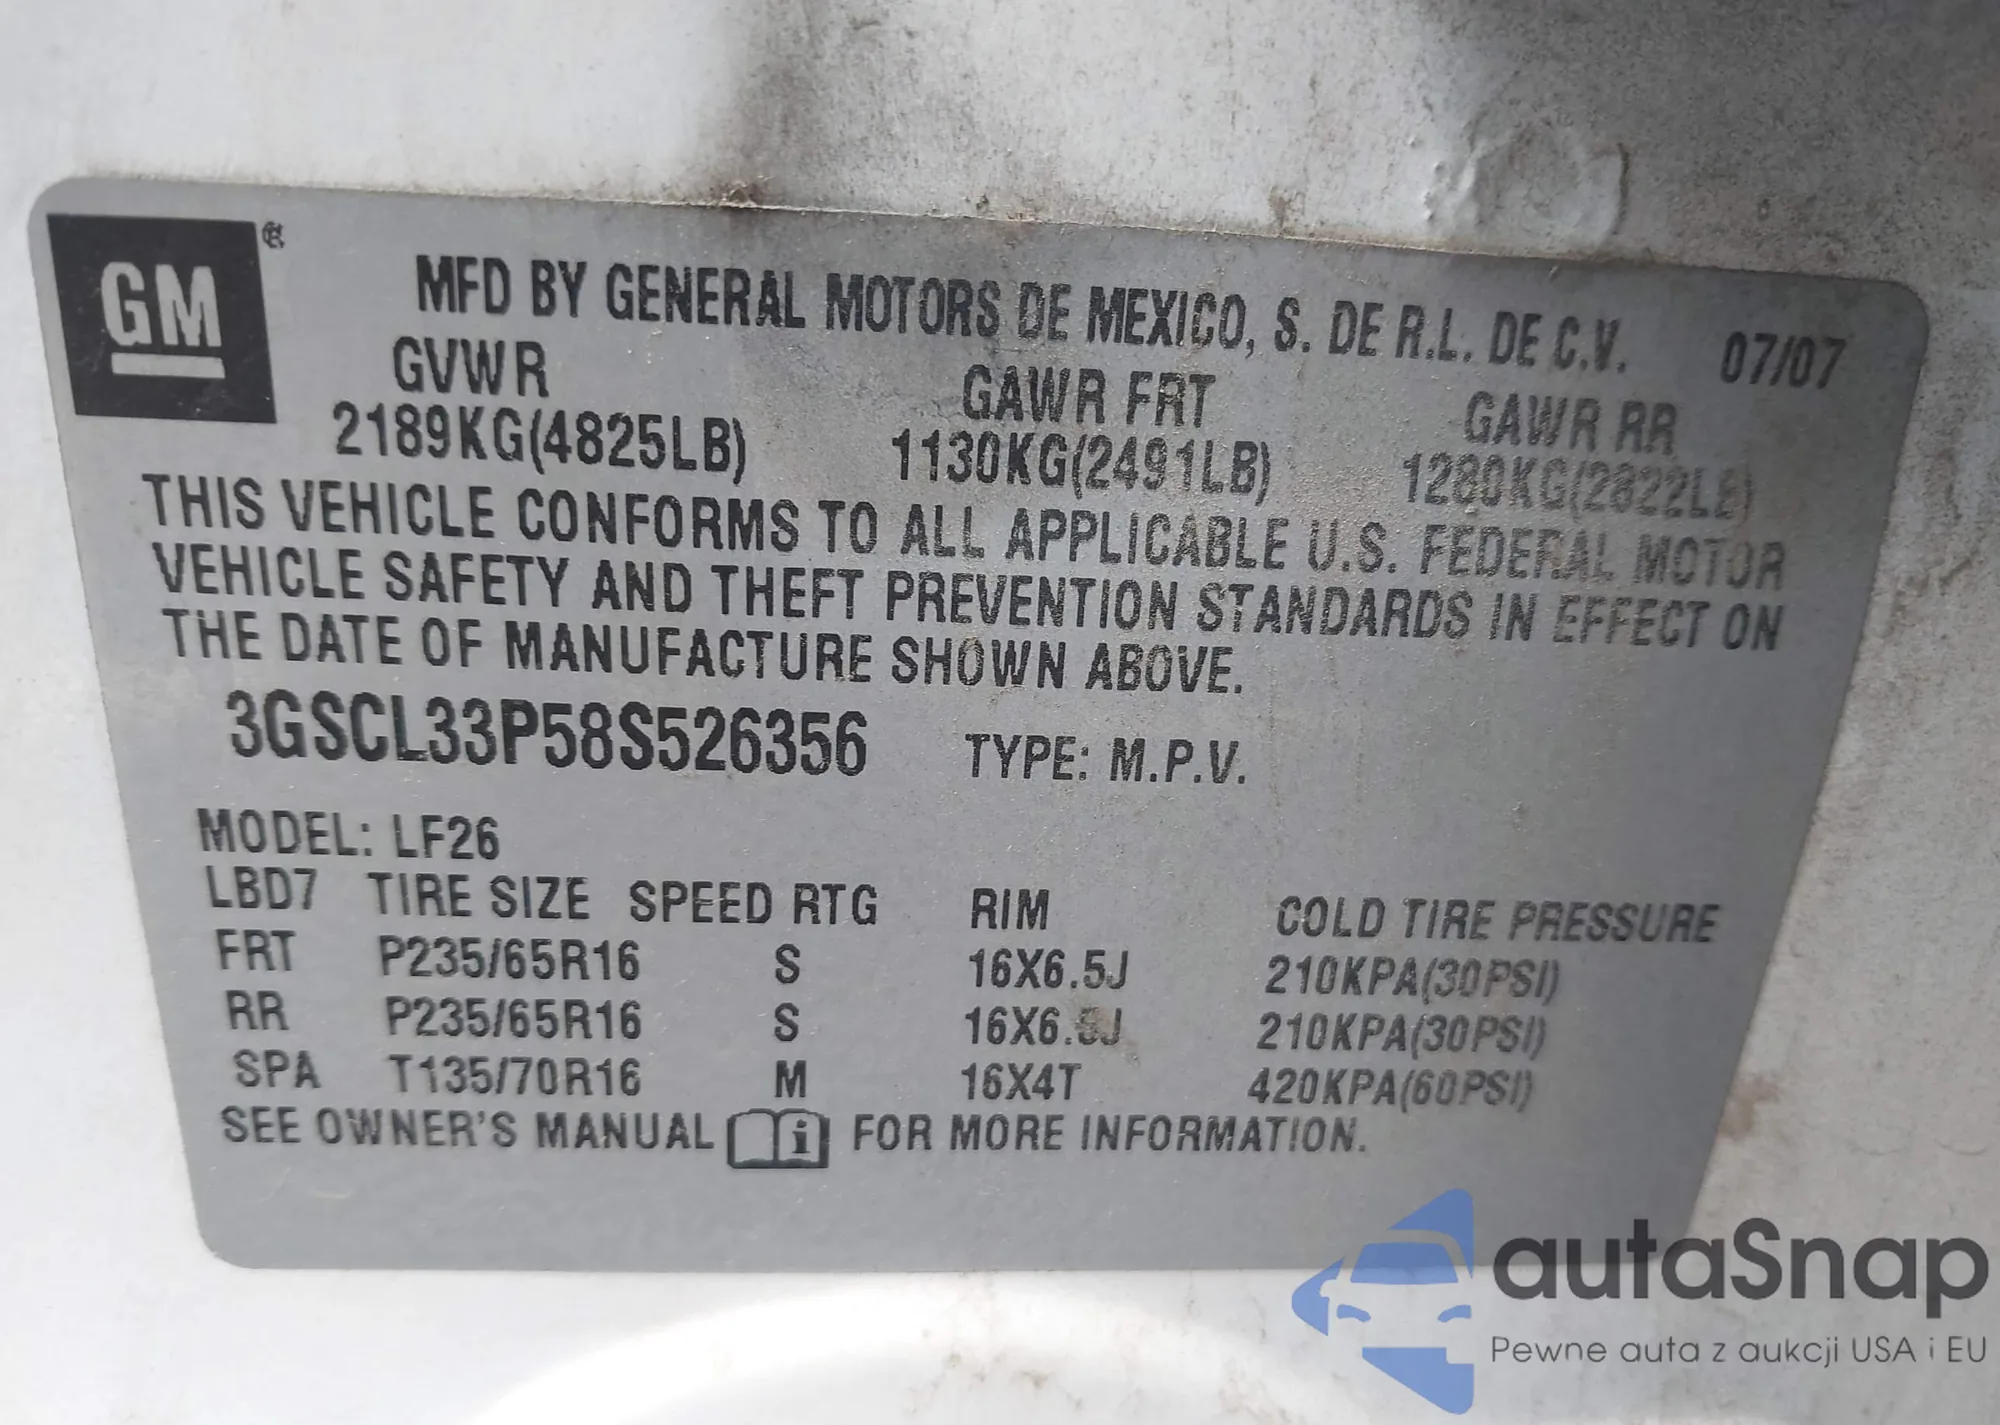 GM
MFD BY GENERAL MOTORS DE MEXICO, S. DE R.L. DE C.V. 07/07
GVWR GAWR FRT GAWR RR
2189KG(4825LB) 1130KG(2491LB) 1280KG(2822LB)
THIS VEHICLE CONFORMS TO ALL APPLICABLE U.S. FEDERAL MOTOR
VEHICLE SAFETY AND THEFT PREVENTION STANDARDS IN EFFECT ON
THE DATE OF MANUFACTURE SHOWN ABOVE.
3GSCL33P58S526356 TYPE: M.P.V.
MODEL: LF26
LBD7 TIRE SIZE SPEED RTG RIM COLD TIRE PRESSURE
FRT P235/65R16 S 16X6.5J 210KPA(30PSI)
RR P235/65R16 S 16X6.5J 210KPA(30PSI)
SPA T135/70R16 M 16X4T 420KPA(60PSI)
SEE OWNER'S MANUAL i FOR MORE INFORMATION.
autaSnap
Pewne auta z aukcji USA i EU